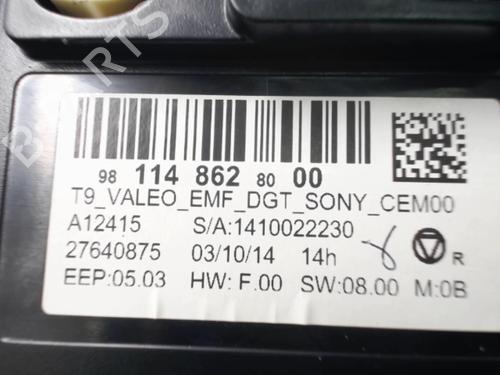 98 114 862 80 00
T9_VALEO_EMF_DGT_SONY_CEM00
A12415 S/A:1410022230
27640875 03/10/14 14h R
EEP:05.03 HW: F.00 SW:08.00 M:0B